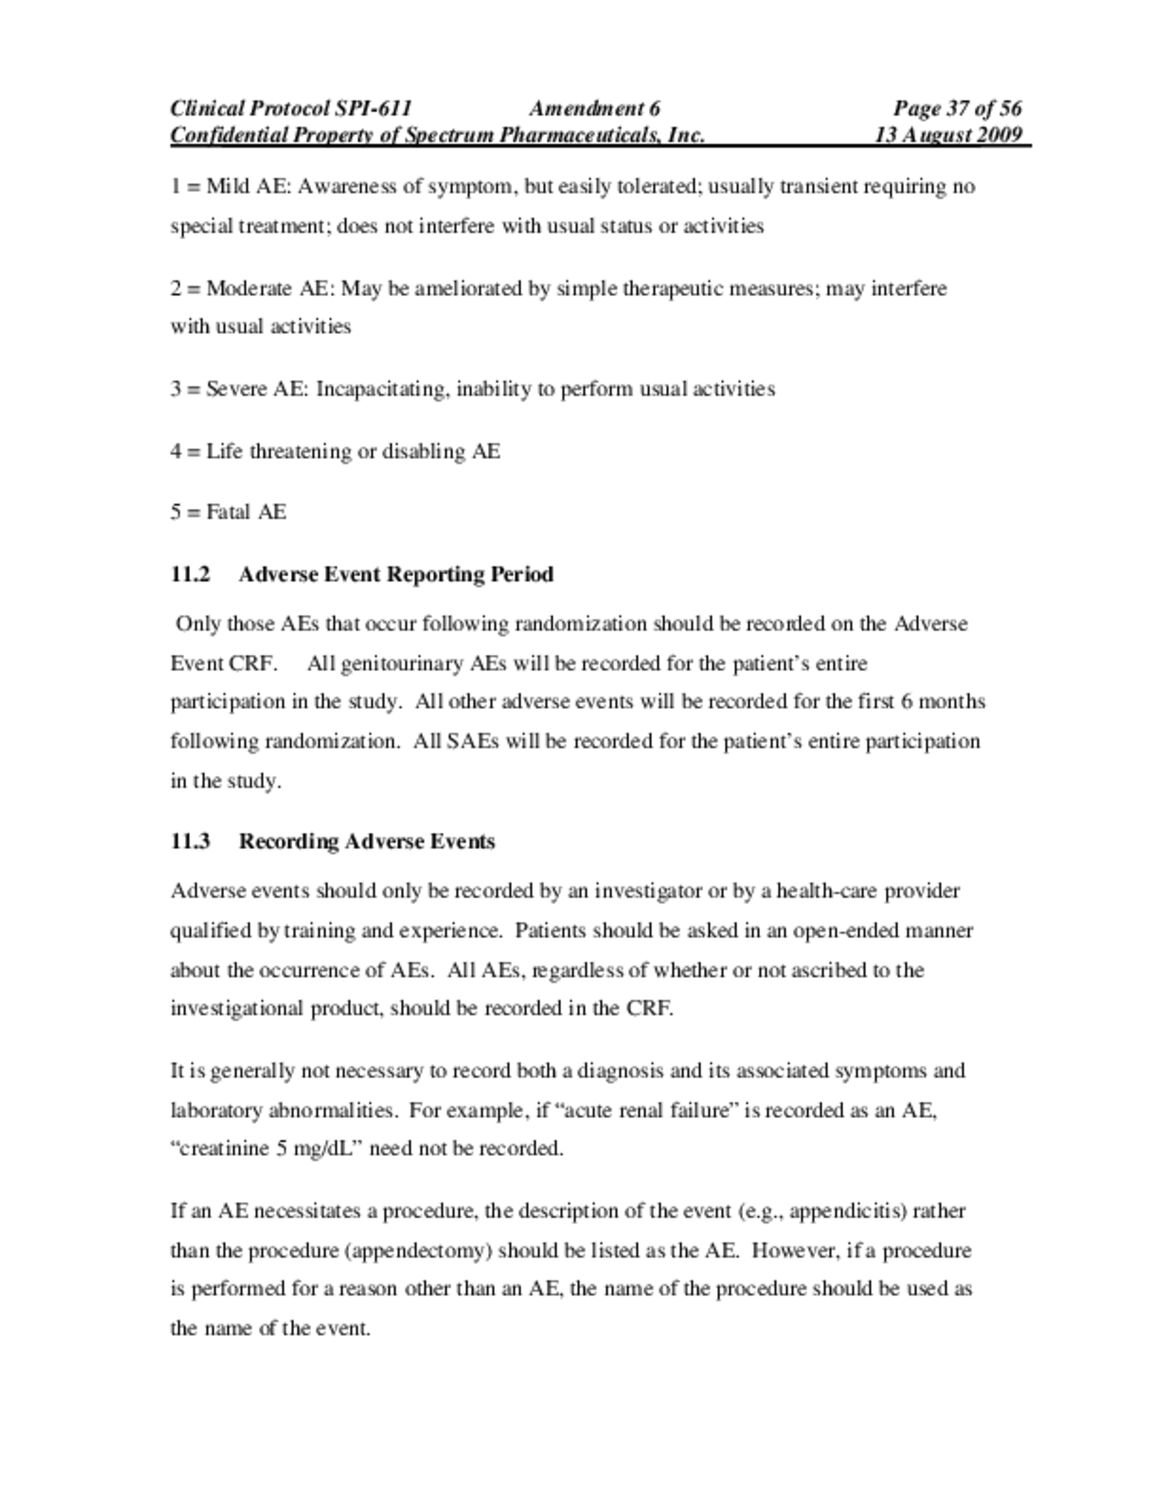 Clinical Protocol SPI-611 Amendment 6 Page 37 of 56
Confidential Property of Spectrum Pharmaceuticals, Inc. 13 August 2009
1 = Mild AE: Awareness of symptom, but easily tolerated; usually transient requiring no
special treatment; does not interfere with usual status or activities
2 = Moderate AE: May be ameliorated by simple therapeutic measures; may interfere
with usual activities
3 = Severe AE: Incapacitating, inability to perform usual activities
4 = Life threatening or disabling AE
5 = Fatal AE
11.2 Adverse Event Reporting Period
Only those AEs that occur following randomization should be recorded on the Adverse
Event CRF. All genitourinary AEs will be recorded for the patient’s entire
participation in the study. All other adverse events will be recorded for the first 6 months
following randomization. All SAEs will be recorded for the patient’s entire participation
in the study.
11.3 Recording Adverse Events
Adverse events should only be recorded by an investigator or by a health-care provider
qualified by training and experience. Patients should be asked in an open-ended manner
about the occurrence of AEs. All AEs, regardless of whether or not ascribed to the
investigational product, should be recorded in the CRF.
It is generally not necessary to record both a diagnosis and its associated symptoms and
laboratory abnormalities. For example, if “acute renal failure” is recorded as an AE,
“creatinine 5 mg/dL” need not be recorded.
If an AE necessitates a procedure, the description of the event (e.g., appendicitis) rather
than the procedure (appendectomy) should be listed as the AE. However, if a procedure
is performed for a reason other than an AE, the name of the procedure should be used as
the name of the event.